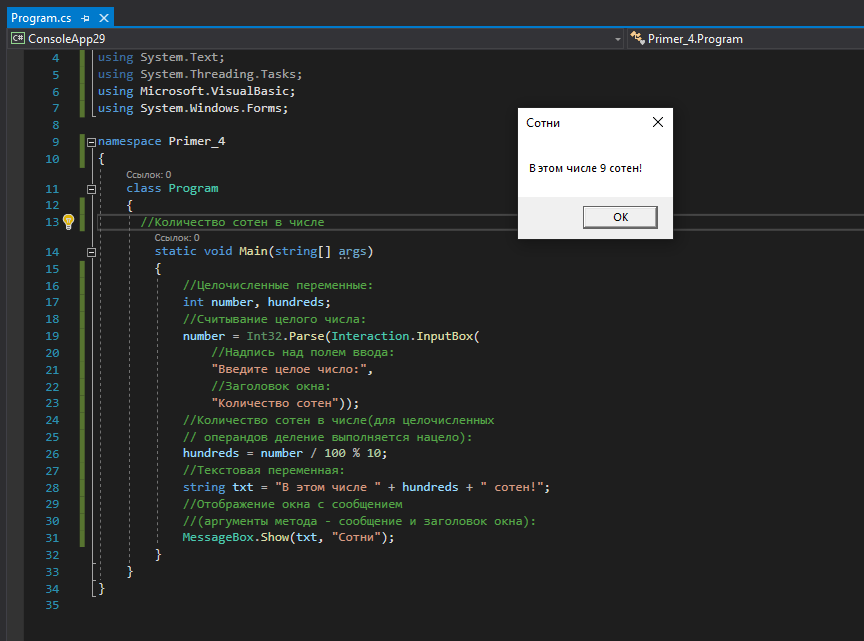 Program.cs
ConsoleApp29
Primer_4.Program
4 using System.Text;
5 using System.Threading.Tasks;
6 using Microsoft.VisualBasic;
7 using System.Windows.Forms;
8
9 namespace Primer_4
10 {
Ссылок: 0
11 class Program
12 {
13 //Количество сотен в числе
Ссылок: 0
14 static void Main(string[] args)
15 {
16 //Целочисленные переменные:
17 int number, hundreds;
18 //Считывание целого числа:
19 number = Int32.Parse(Interaction.InputBox(
20 //Надпись над полем ввода:
21 "Введите целое число:",
22 //Заголовок окна:
23 "Количество сотен"));
24 //Количество сотен в числе(для целочисленных
25 // операндов деление выполняется нацело):
26 hundreds = number / 100 % 10;
27 //Текстовая переменная:
28 string txt = "В этом числе " + hundreds + " сотен!";
29 //Отображение окна с сообщением
30 //(аргументы метода - сообщение и заголовок окна):
31 MessageBox.Show(txt, "Сотни");
32 }
33 }
34 }
35
Сотни
В этом числе 9 сотен!
OK